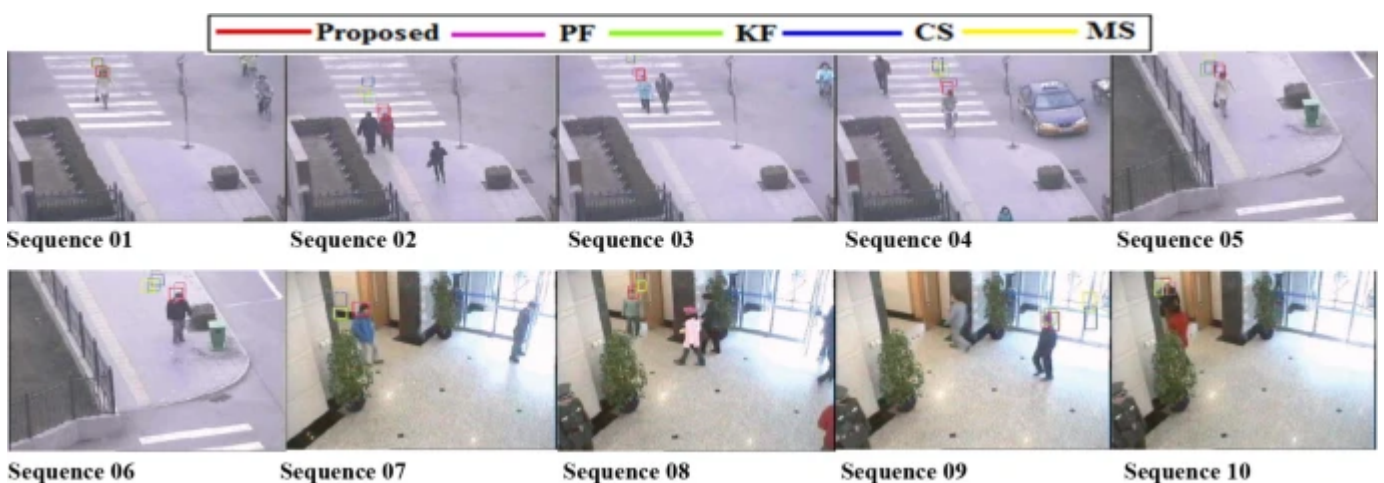 Proposed PF KF CS MS
Sequence 01 Sequence 02 Sequence 03 Sequence 04 Sequence 05
Sequence 06 Sequence 07 Sequence 08 Sequence 09 Sequence 10